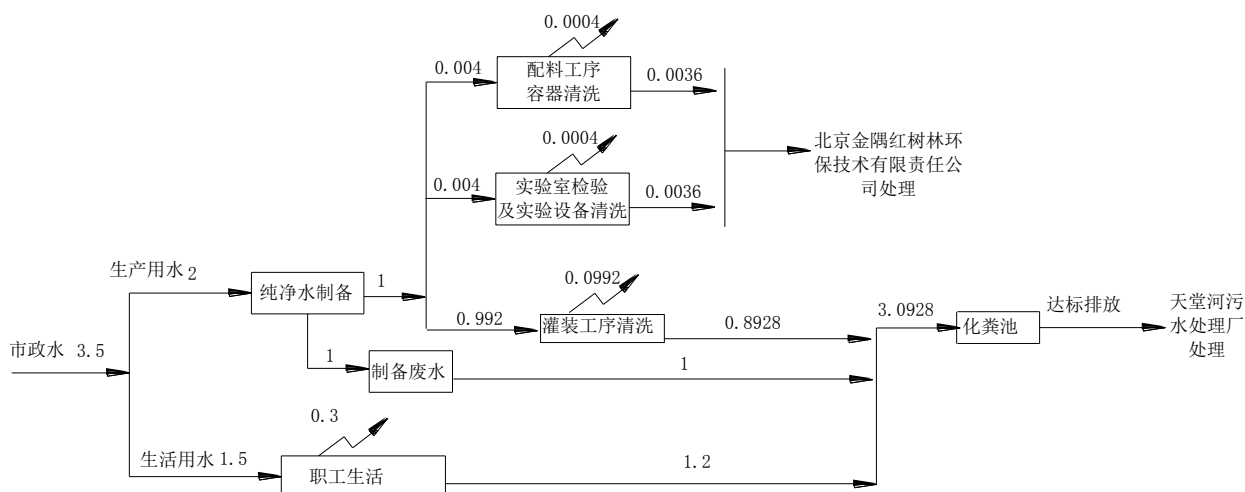 0.0004
0.004
配料工序
容器清洗
0.0036
0.0004
0.004
实验室检验
及实验设备清洗
0.0036
北京金隅红树林环
保技术有限责任公
司处理
生产用水 2
纯净水制备
1
0.0992
0.992
灌装工序清洗
0.8928
3.0928
化粪池
达标排放
天堂河污
水处理厂
处理
市政水 3.5
1
制备废水
1
0.3
生活用水 1.5
职工生活
1.2